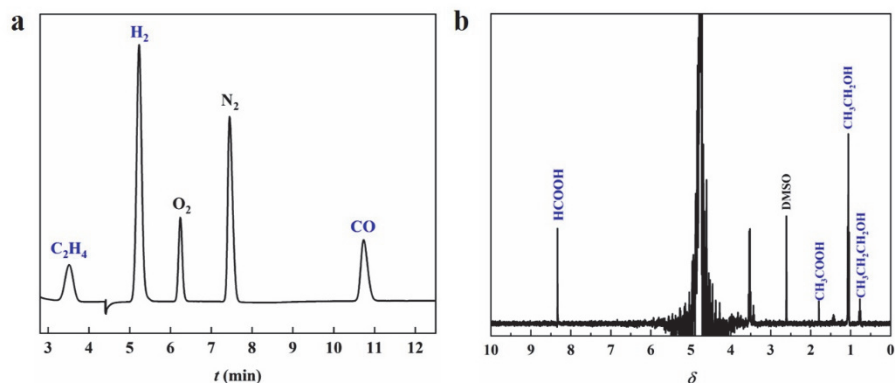 a
H₂
N₂
O₂
C₂H₄
CO
3 4 5 6 7 8 9 10 11 12
t (min)
b
HCOOH
DMSO
CH₃COOH
CH₃CH₂OH
CH₃CH₂CH₂OH
10 9 8 7 6 5 4 3 2 1 0
δ